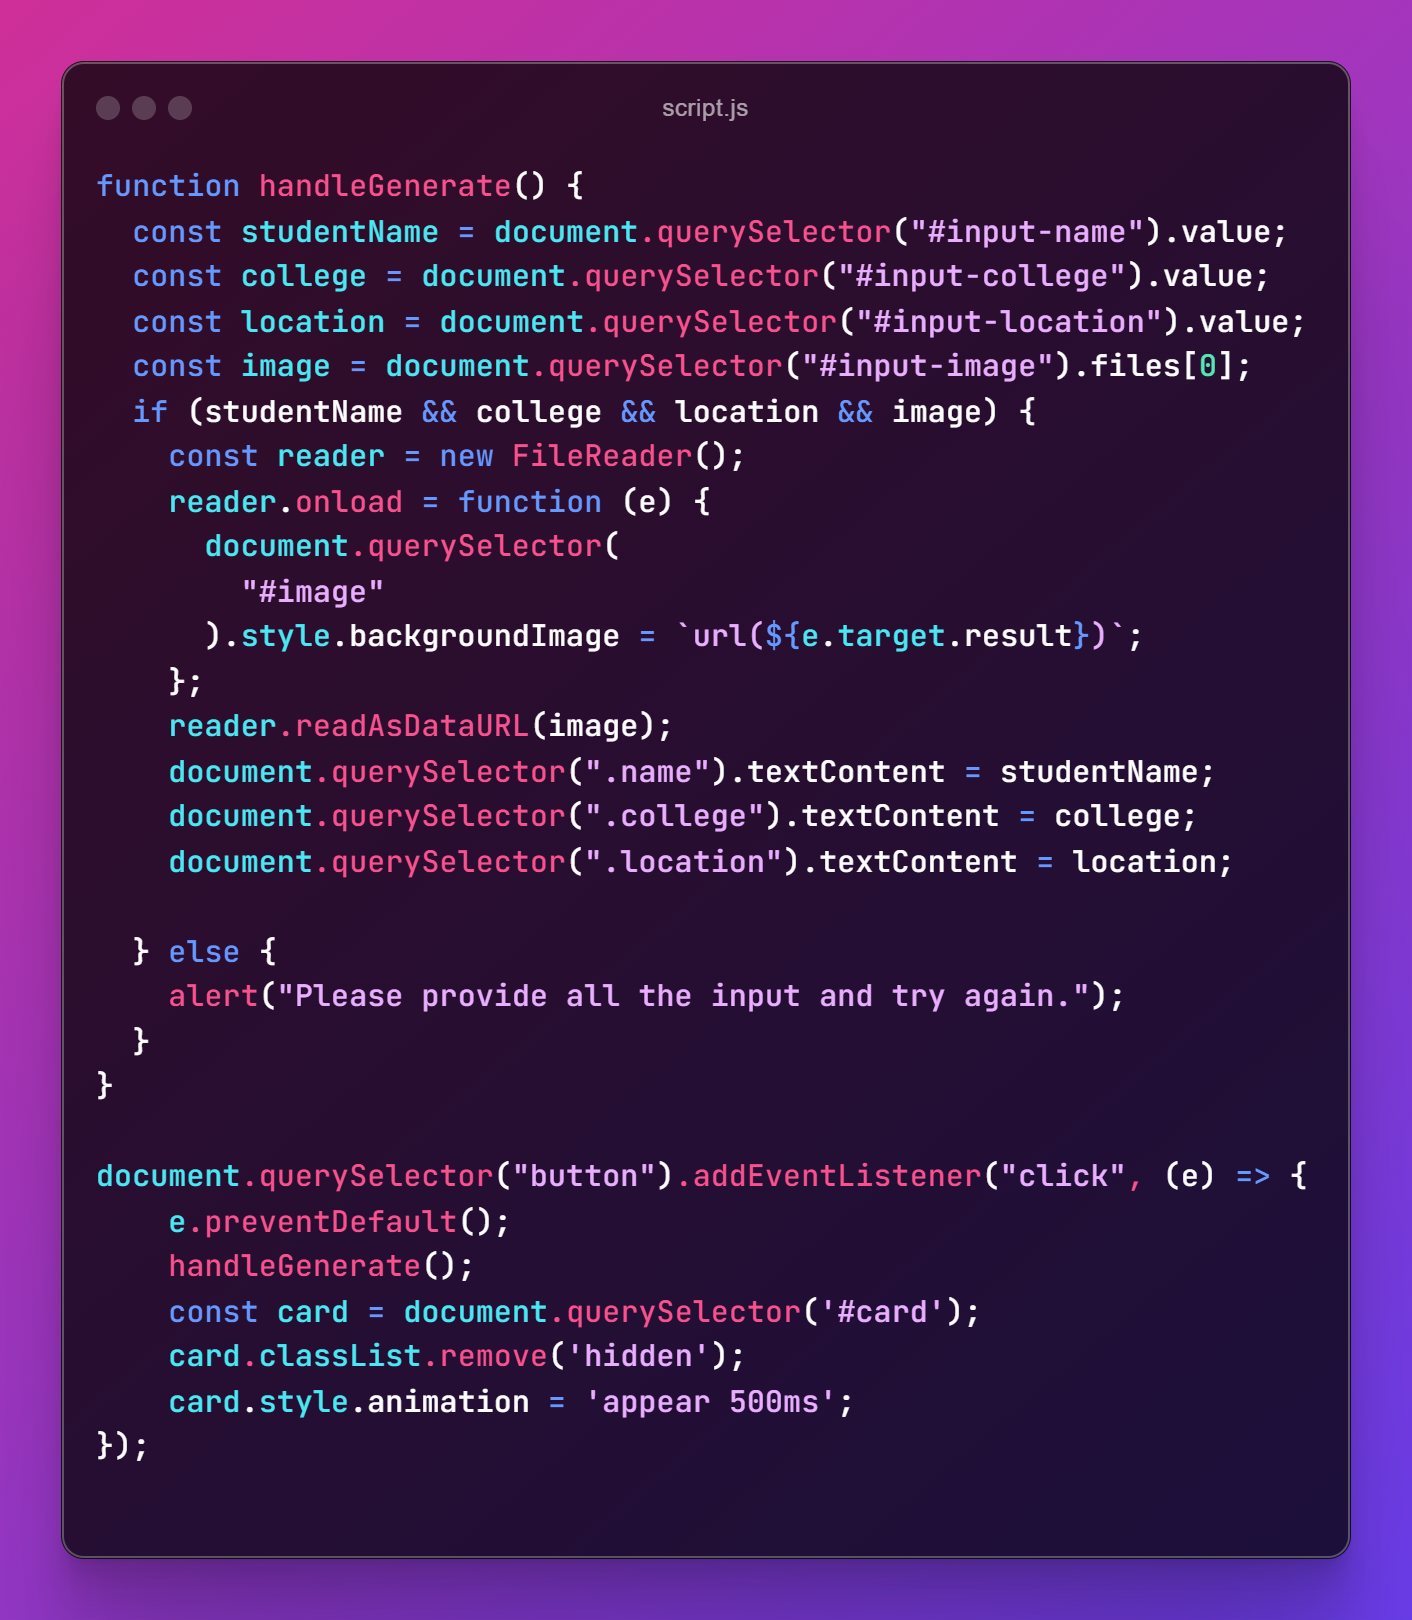 script.js
function handleGenerate() {
  const studentName = document.querySelector("#input-name").value;
  const college = document.querySelector("#input-college").value;
  const location = document.querySelector("#input-location").value;
  const image = document.querySelector("#input-image").files[0];
  if (studentName && college && location && image) {
    const reader = new FileReader();
    reader.onload = function (e) {
      document.querySelector(
        "#image"
      ).style.backgroundImage = `url(${e.target.result})`;
    };
    reader.readAsDataURL(image);
    document.querySelector(".name").textContent = studentName;
    document.querySelector(".college").textContent = college;
    document.querySelector(".location").textContent = location;

  } else {
    alert("Please provide all the input and try again.");
  }
}

document.querySelector("button").addEventListener("click", (e) => {
    e.preventDefault();
    handleGenerate();
    const card = document.querySelector('#card');
    card.classList.remove('hidden');
    card.style.animation = 'appear 500ms';
});